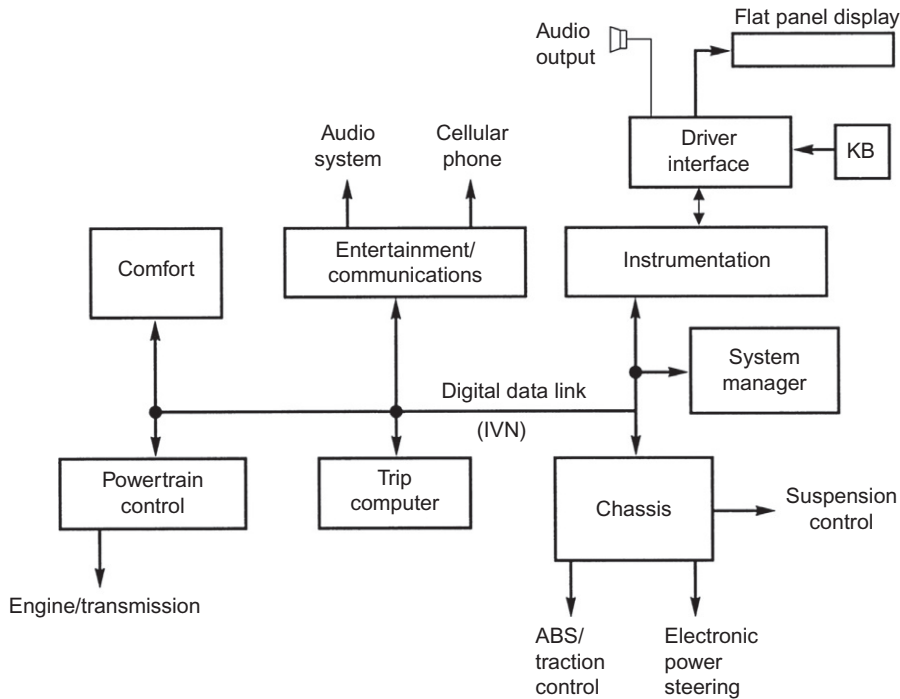 Flat panel display
Audio
output
Driver
interface
KB
Audio
system
Cellular
phone
Comfort
Entertainment/
communications
Instrumentation
System
manager
Digital data link
(IVN)
Powertrain
control
Trip
computer
Chassis
Suspension
control
Engine/transmission
ABS/
traction control
Electronic
power
steering